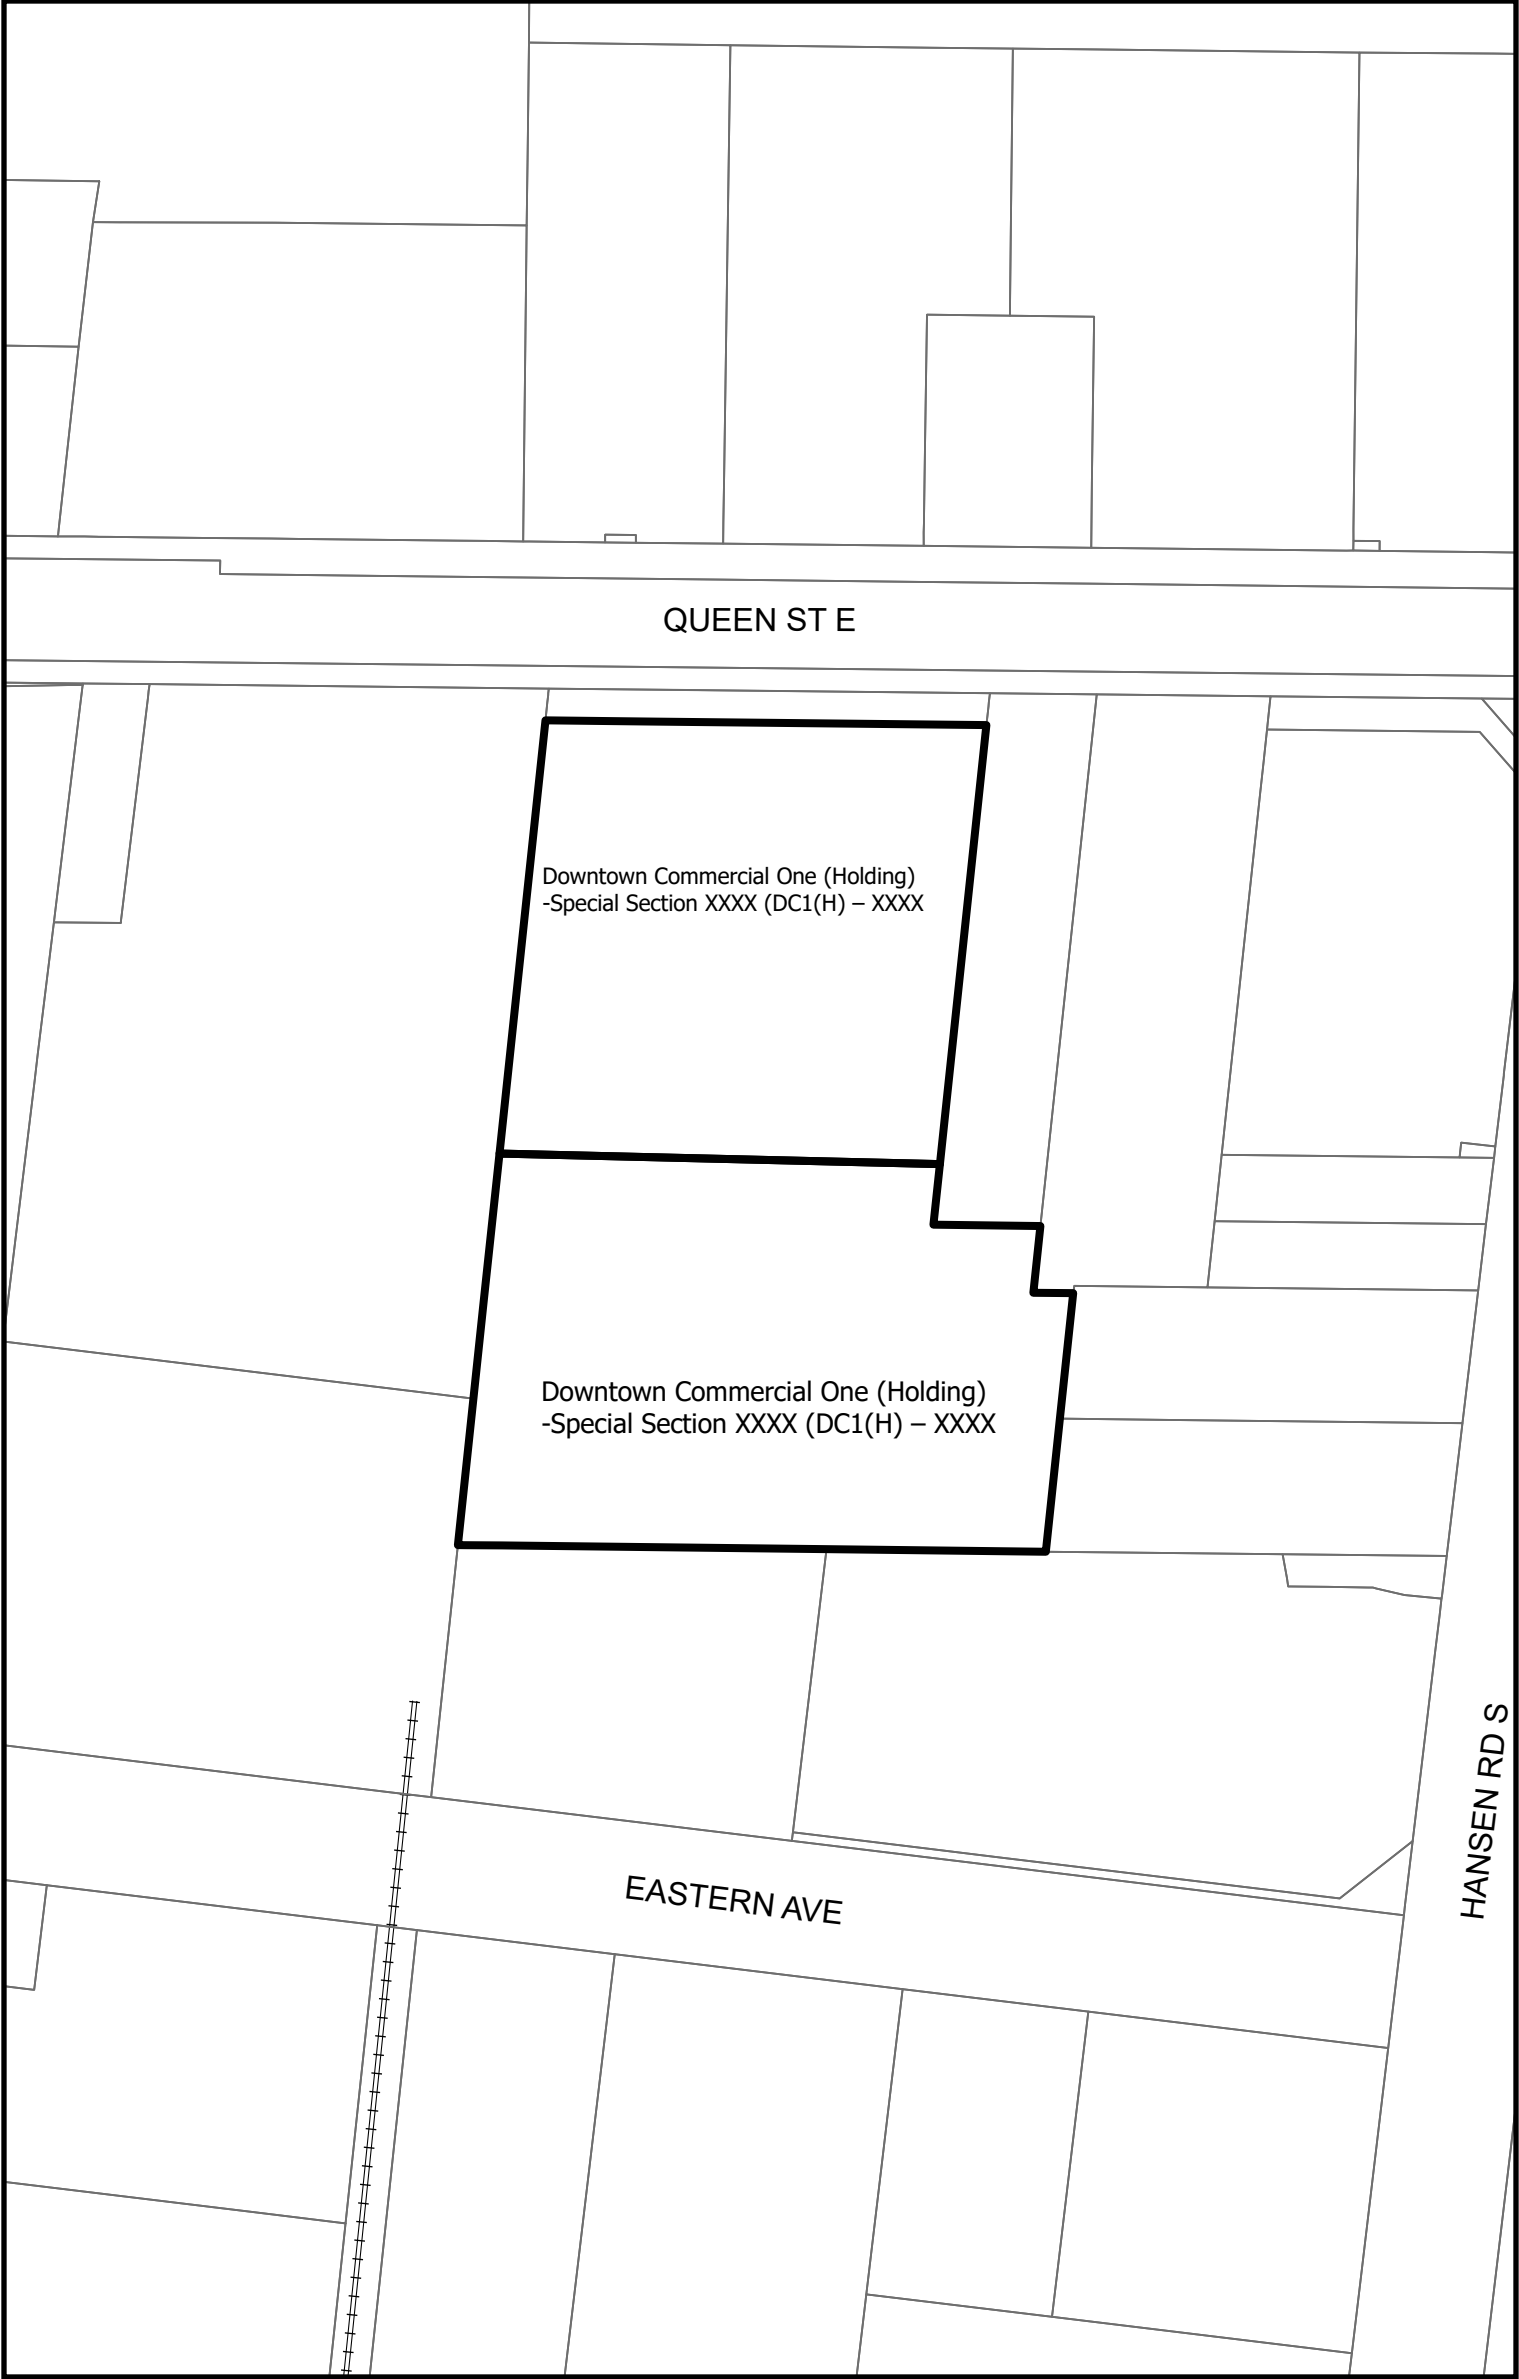 QUEEN ST E
Downtown Commercial One (Holding)
-Special Section XXXX (DC1(H) – XXXX
Downtown Commercial One (Holding)
-Special Section XXXX (DC1(H) – XXXX
HANSEN RD S
EASTERN AVE